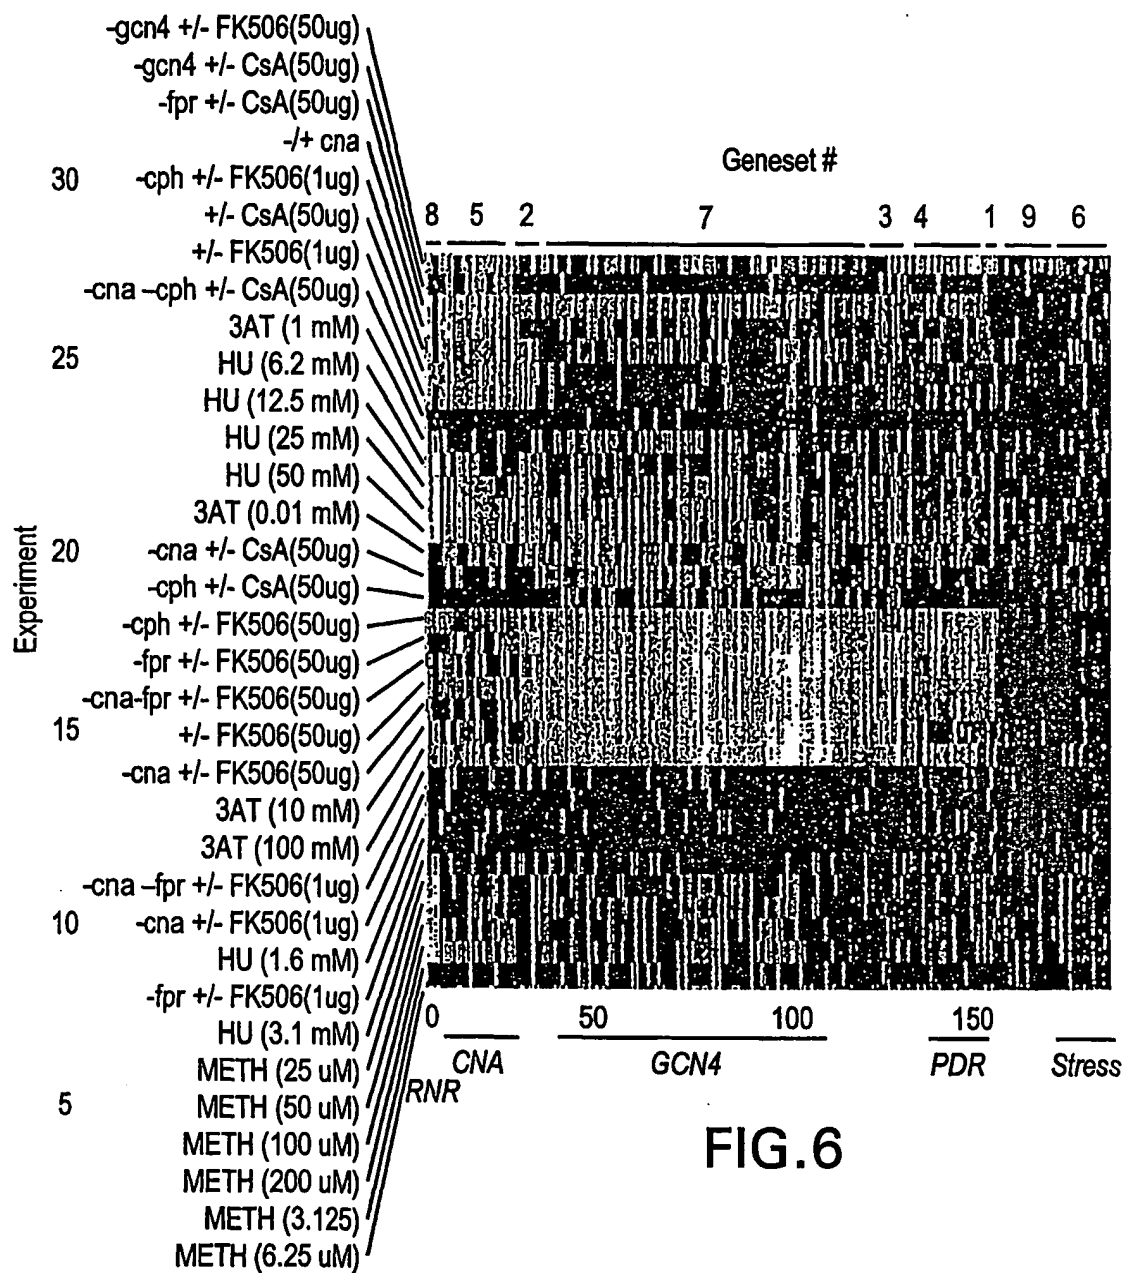 -gcn4 +/- FK506(50ug)
-gcn4 +/- CsA(50ug)
-fpr +/- CsA(50ug)
-/+ cna
30 -cph +/- FK506(1ug)
+/- CsA(50ug)
+/- FK506(1ug)
-cna –cph +/- CsA(50ug)
3AT (1 mM)
25 HU (6.2 mM)
HU (12.5 mM)
HU (25 mM)
HU (50 mM)
3AT (0.01 mM)
20 -cna +/- CsA(50ug)
-cph +/- CsA(50ug)
-cph +/- FK506(50ug)
-fpr +/- FK506(50ug)
-cna-fpr +/- FK506(50ug)
15 +/- FK506(50ug)
-cna +/- FK506(50ug)
3AT (10 mM)
3AT (100 mM)
-cna –fpr +/- FK506(1ug)
10 -cna +/- FK506(1ug)
HU (1.6 mM)
-fpr +/- FK506(1ug)
HU (3.1 mM)
METH (25 uM)
5 METH (50 uM)
METH (100 uM)
METH (200 uM)
METH (3.125)
METH (6.25 uM)
Experiment
Geneset #
8 5 2 7 3 4 1 9 6
0 50 100 150
RNR CNA GCN4 PDR Stress
FIG.6